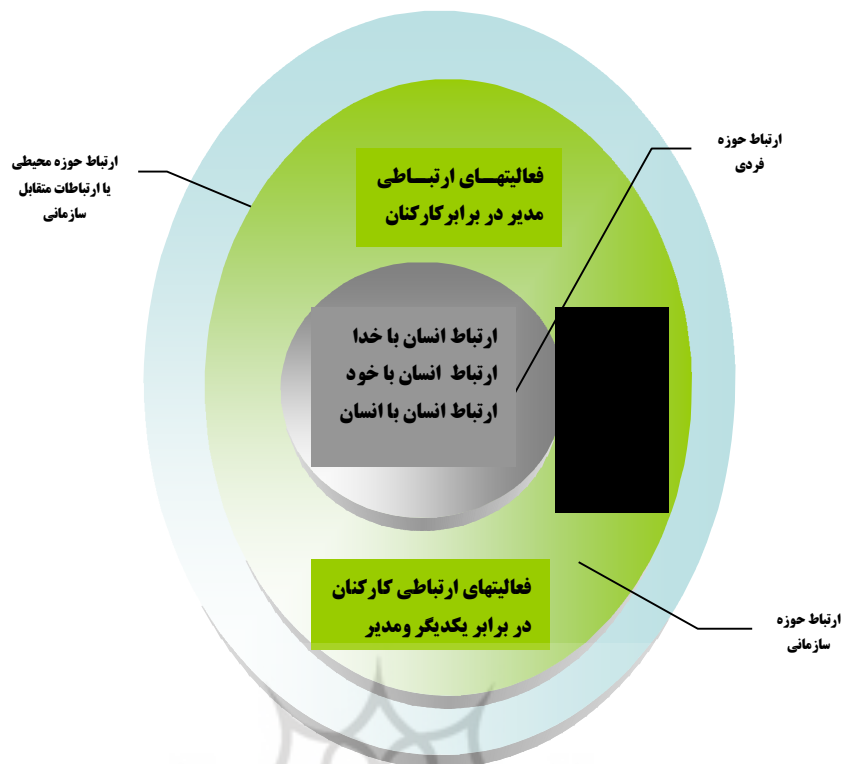 ارتباط حوزه
فردی
ارتباط حوزه محیطی
یا ارتباطات متقابل
سازمانی
فعالیتهـــای ارتبـــاطی
مدیر در برابرکارکنان
ارتباط انسان با خدا
ارتباط انسان با خود
ارتباط انسان با انسان
فعالیتهای ارتباطی کارکنان
در برابر یکدیگر ومدیر
ارتباط حوزه
سازمانی